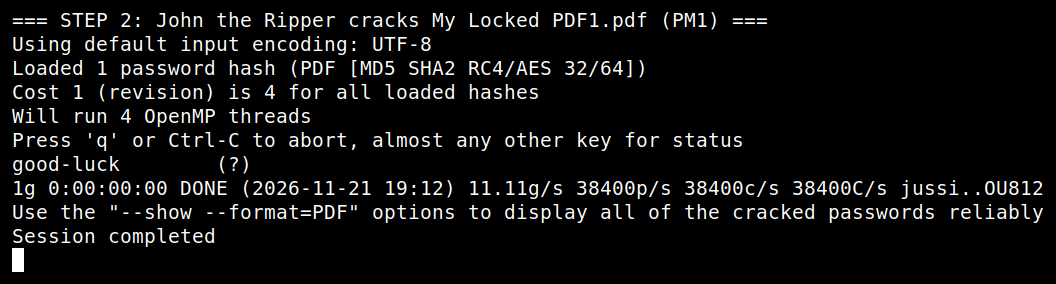 === STEP 2: John the Ripper cracks My Locked PDF1.pdf (PM1) ===
Using default input encoding: UTF-8
Loaded 1 password hash (PDF [MD5 SHA2 RC4/AES 32/64])
Cost 1 (revision) is 4 for all loaded hashes
Will run 4 OpenMP threads
Press 'q' or Ctrl-C to abort, almost any other key for status
good-luck        (?)
1g 0:00:00:00 DONE (2026-11-21 19:12) 11.11g/s 38400p/s 38400c/s 38400C/s jussi..OU812
Use the "--show --format=PDF" options to display all of the cracked passwords reliably
Session completed